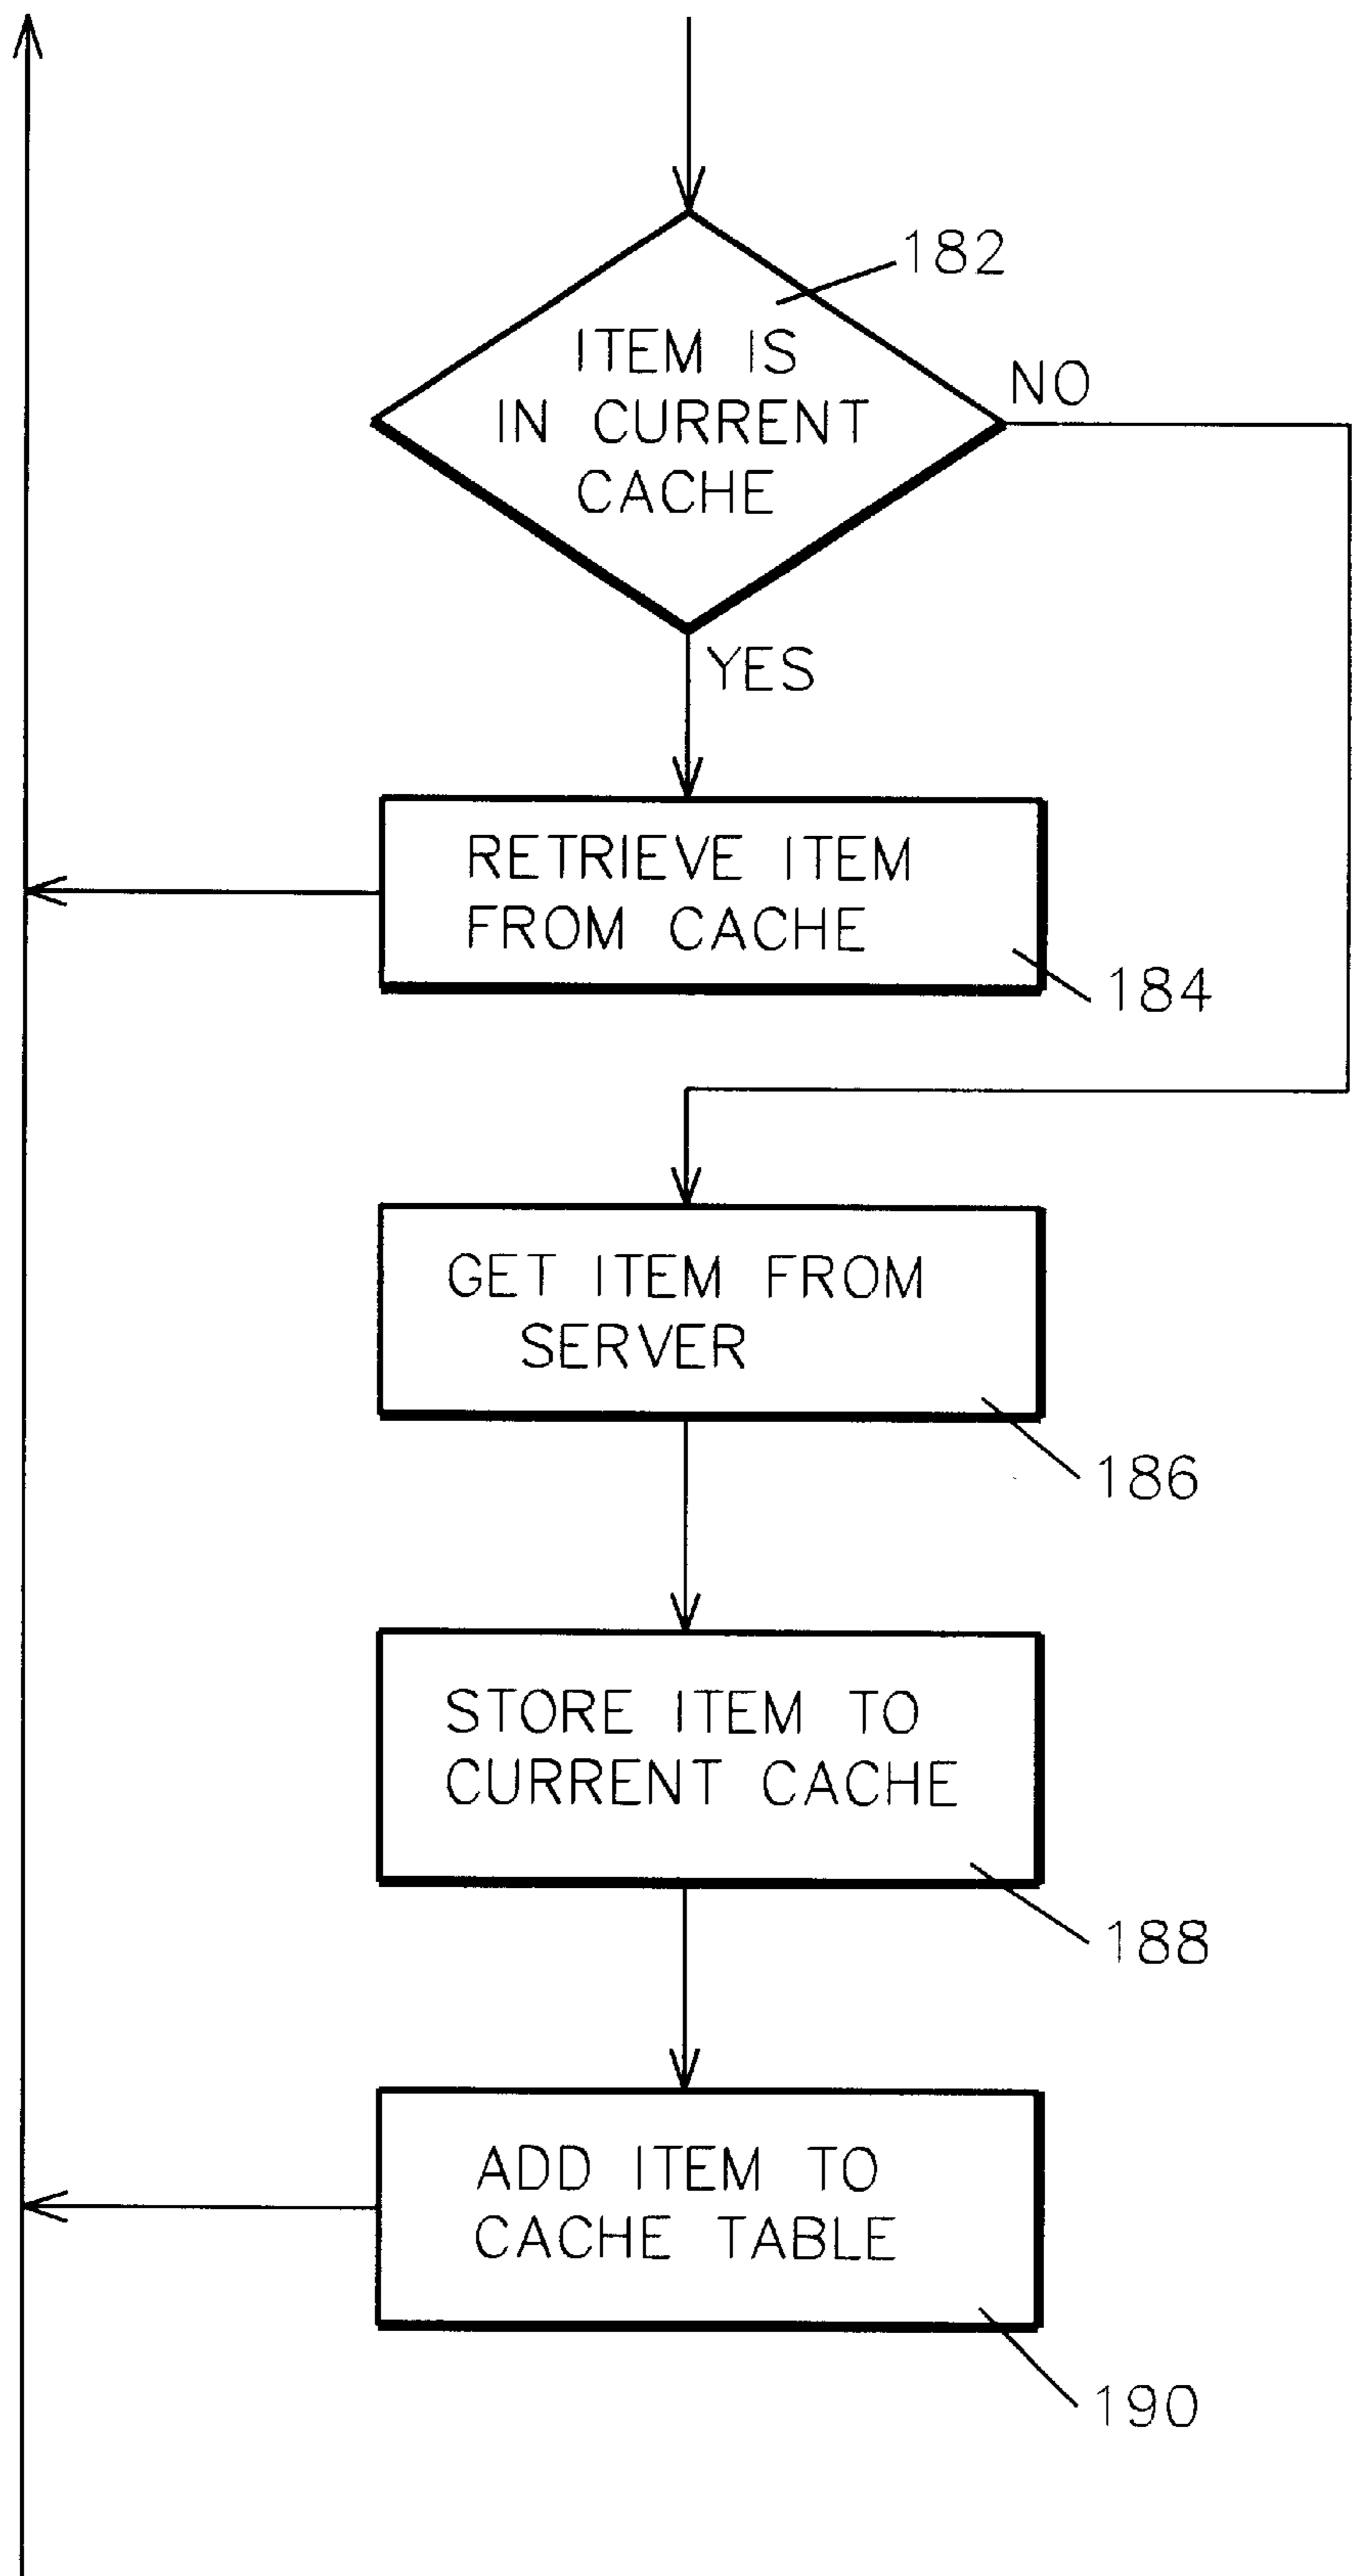 182
ITEM IS
IN CURRENT
CACHE
NO
YES
RETRIEVE ITEM
FROM CACHE
184
GET ITEM FROM
SERVER
186
STORE ITEM TO
CURRENT CACHE
188
ADD ITEM TO
CACHE TABLE
190